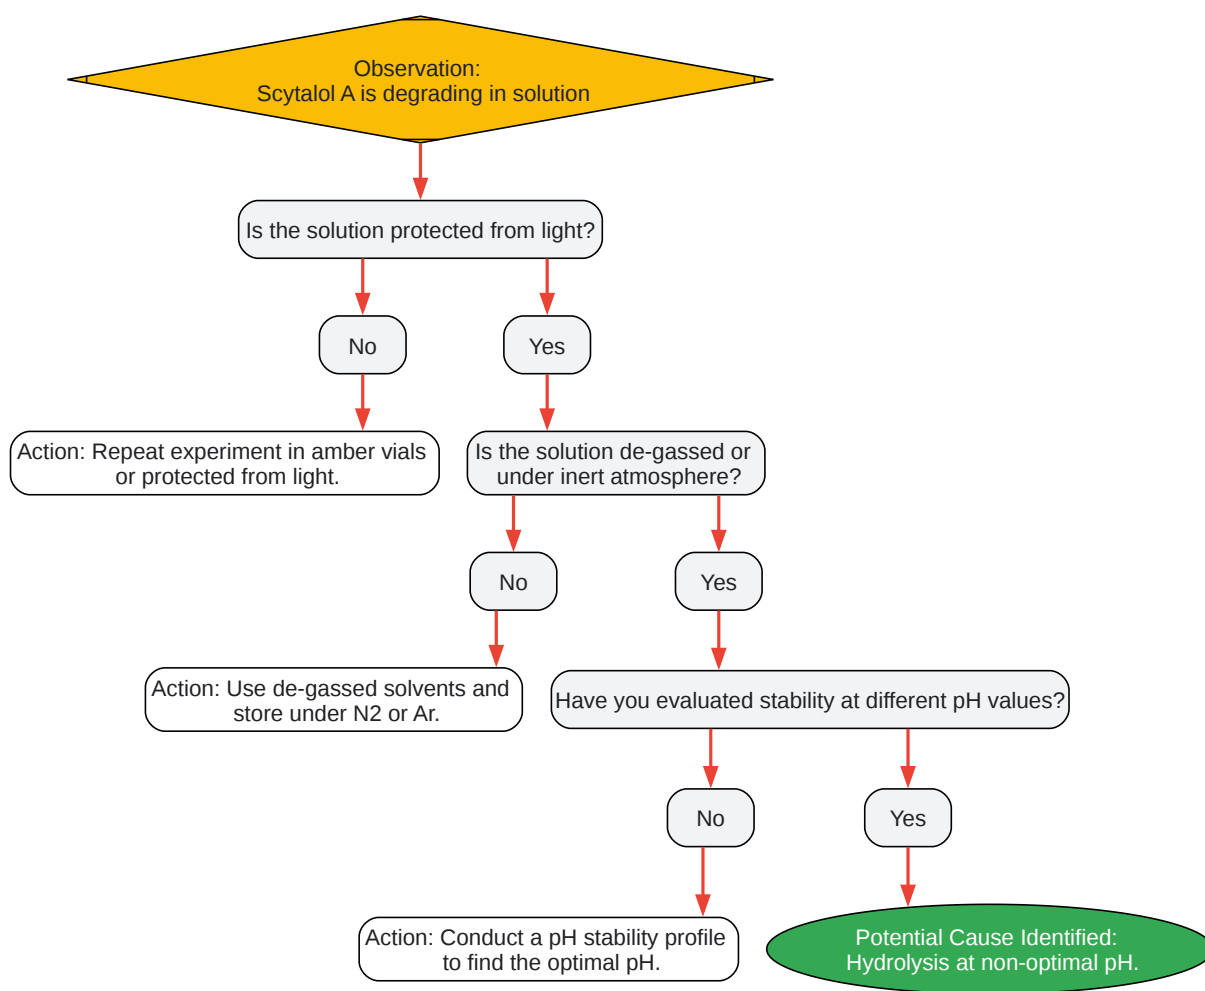 Observation:
Scytalol A is degrading in solution
Is the solution protected from light?
No
Yes
Action: Repeat experiment in amber vials
or protected from light.
Is the solution de-gassed or
under inert atmosphere?
No
Yes
Action: Use de-gassed solvents and
store under N2 or Ar.
Have you evaluated stability at different pH values?
No
Yes
Action: Conduct a pH stability profile
to find the optimal pH.
Potential Cause Identified:
Hydrolysis at non-optimal pH.